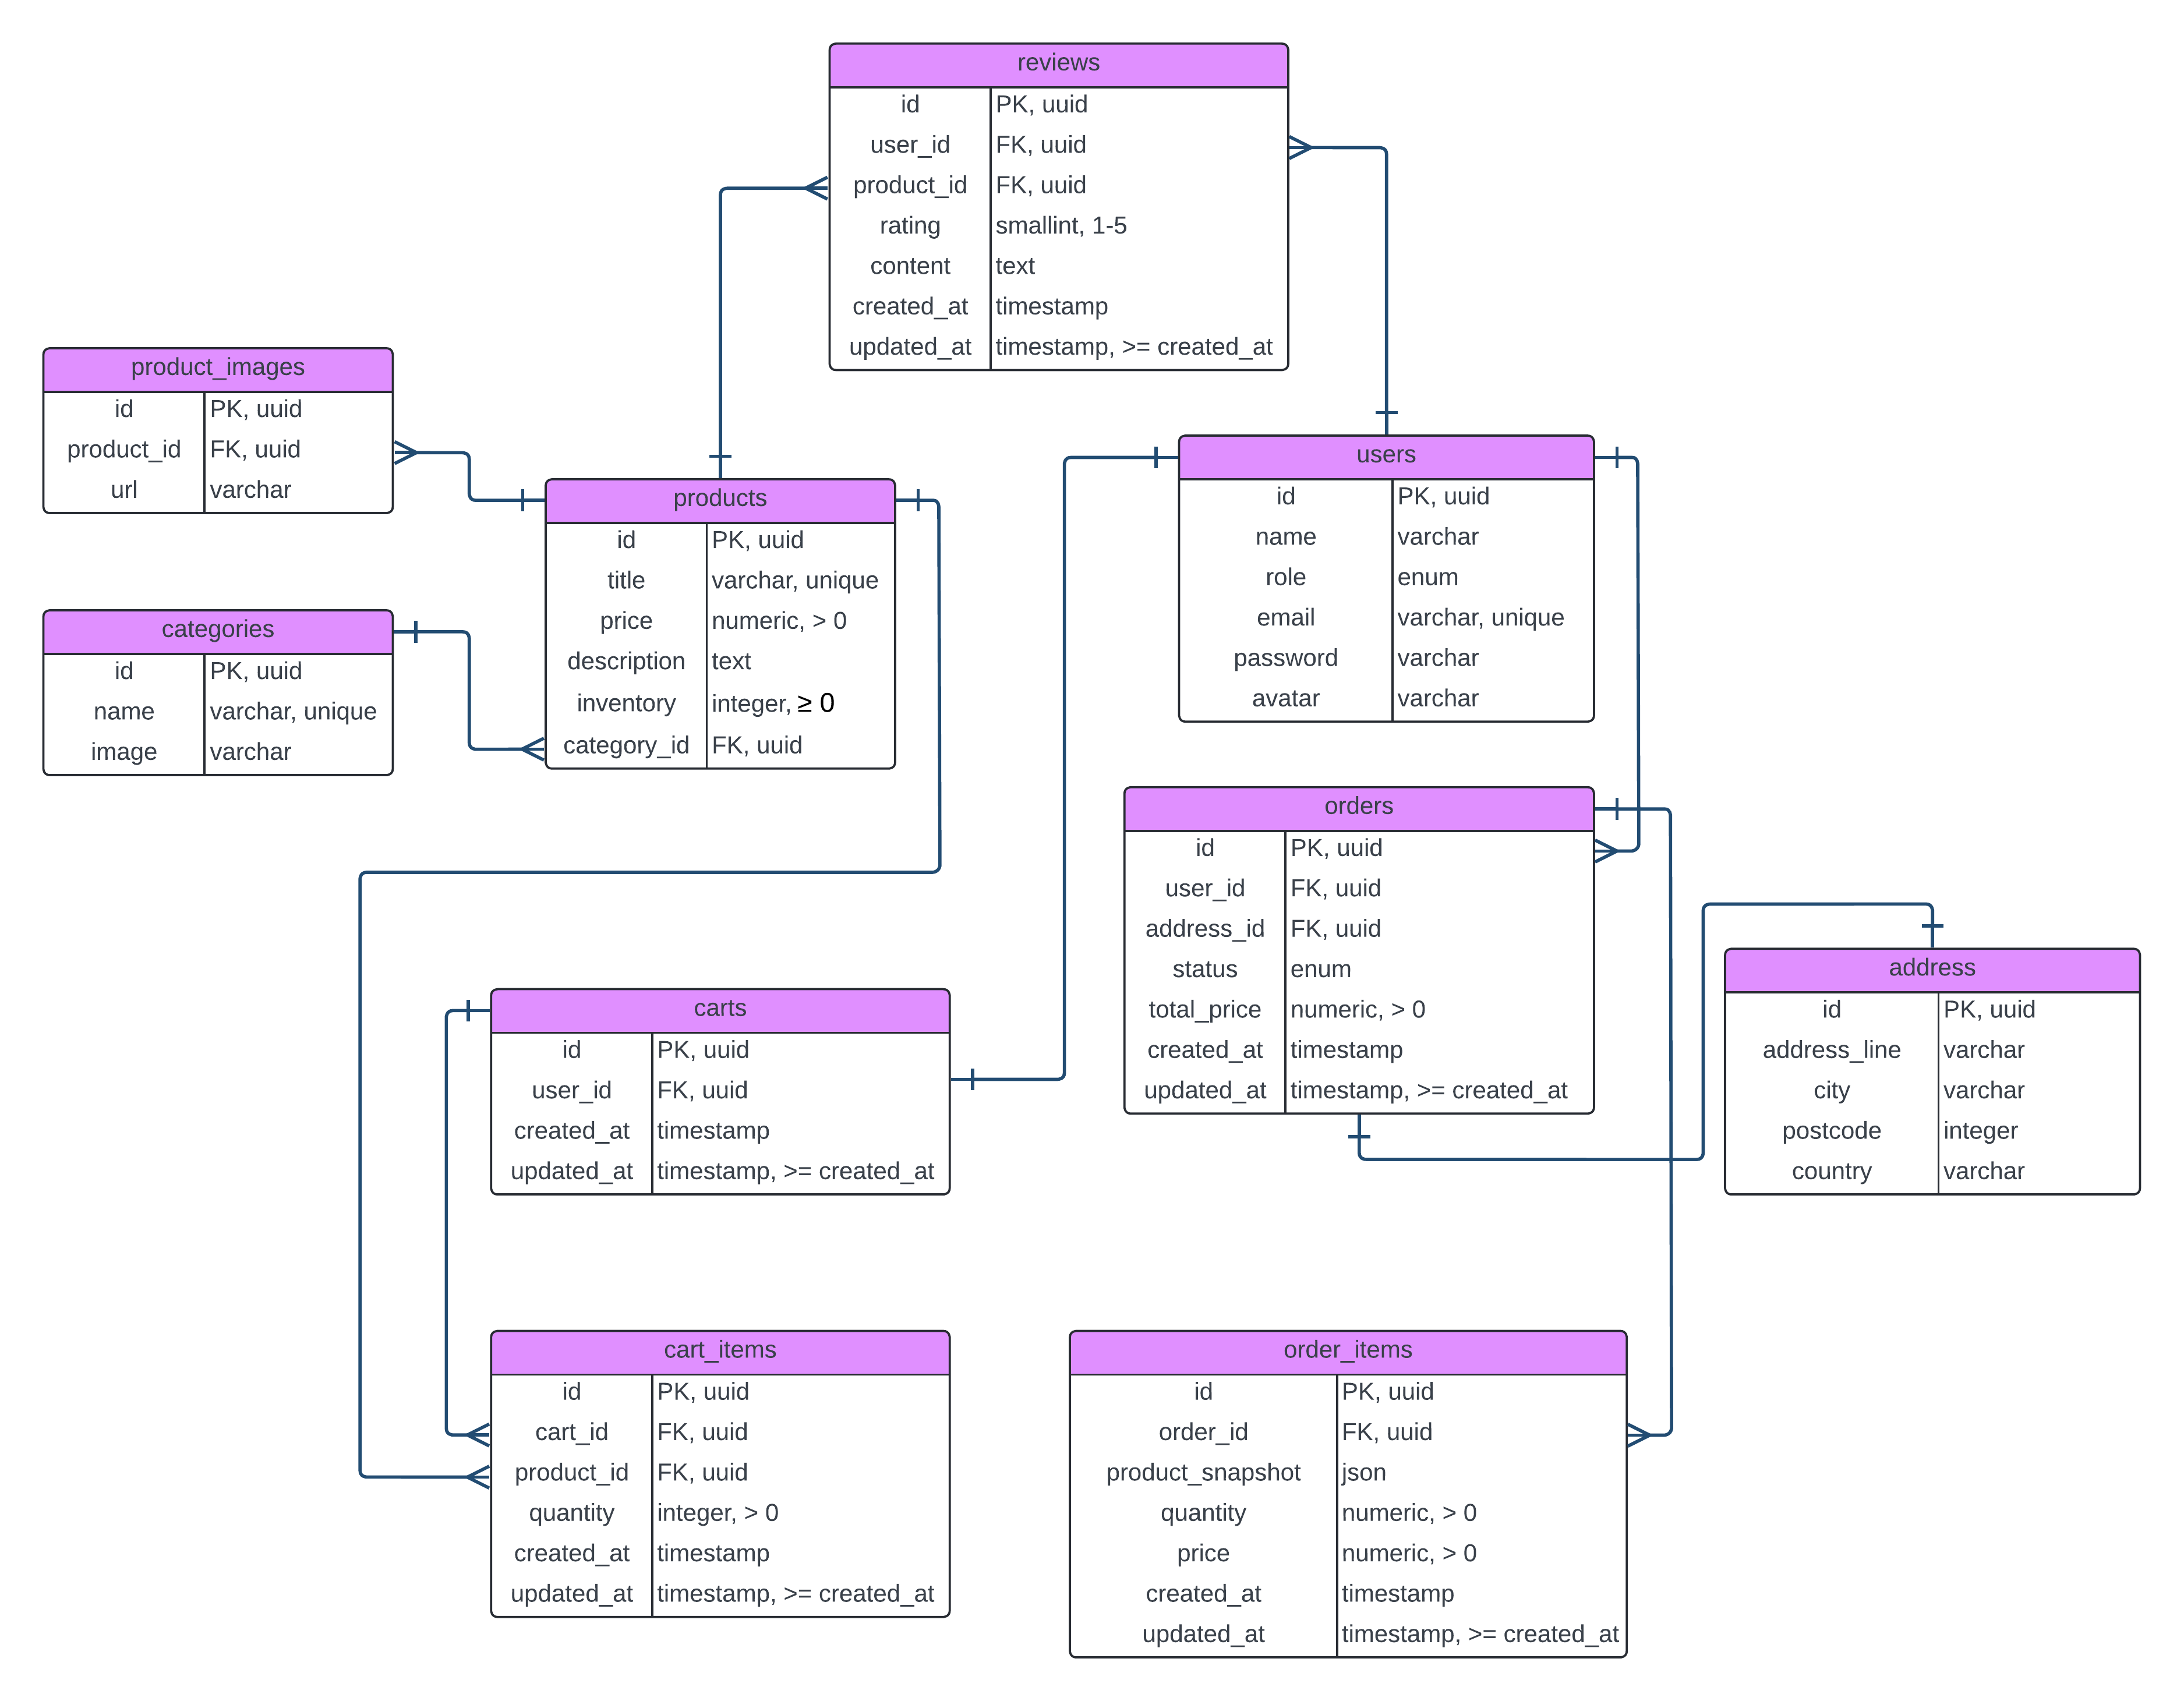 reviews
id PK, uuid
user_id FK, uuid
product_id FK, uuid
rating smallint, 1-5
content text
created_at timestamp
updated_at timestamp, >= created_at
product_images
id PK, uuid
product_id FK, uuid
url varchar
products
id PK, uuid
title varchar, unique
price numeric, > 0
description text
inventory integer, ≥ 0
category_id FK, uuid
users
id PK, uuid
name varchar
role enum
email varchar, unique
password varchar
avatar varchar
categories
id PK, uuid
name varchar, unique
image varchar
orders
id PK, uuid
user_id FK, uuid
address_id FK, uuid
status enum
total_price numeric, > 0
created_at timestamp
updated_at timestamp, >= created_at
address
id PK, uuid
address_line varchar
city varchar
postcode integer
country varchar
carts
id PK, uuid
user_id FK, uuid
created_at timestamp
updated_at timestamp, >= created_at
cart_items
id PK, uuid
cart_id FK, uuid
product_id FK, uuid
quantity integer, > 0
created_at timestamp
updated_at timestamp, >= created_at
order_items
id PK, uuid
order_id FK, uuid
product_snapshot json
quantity numeric, > 0
price numeric, > 0
created_at timestamp
updated_at timestamp, >= created_at